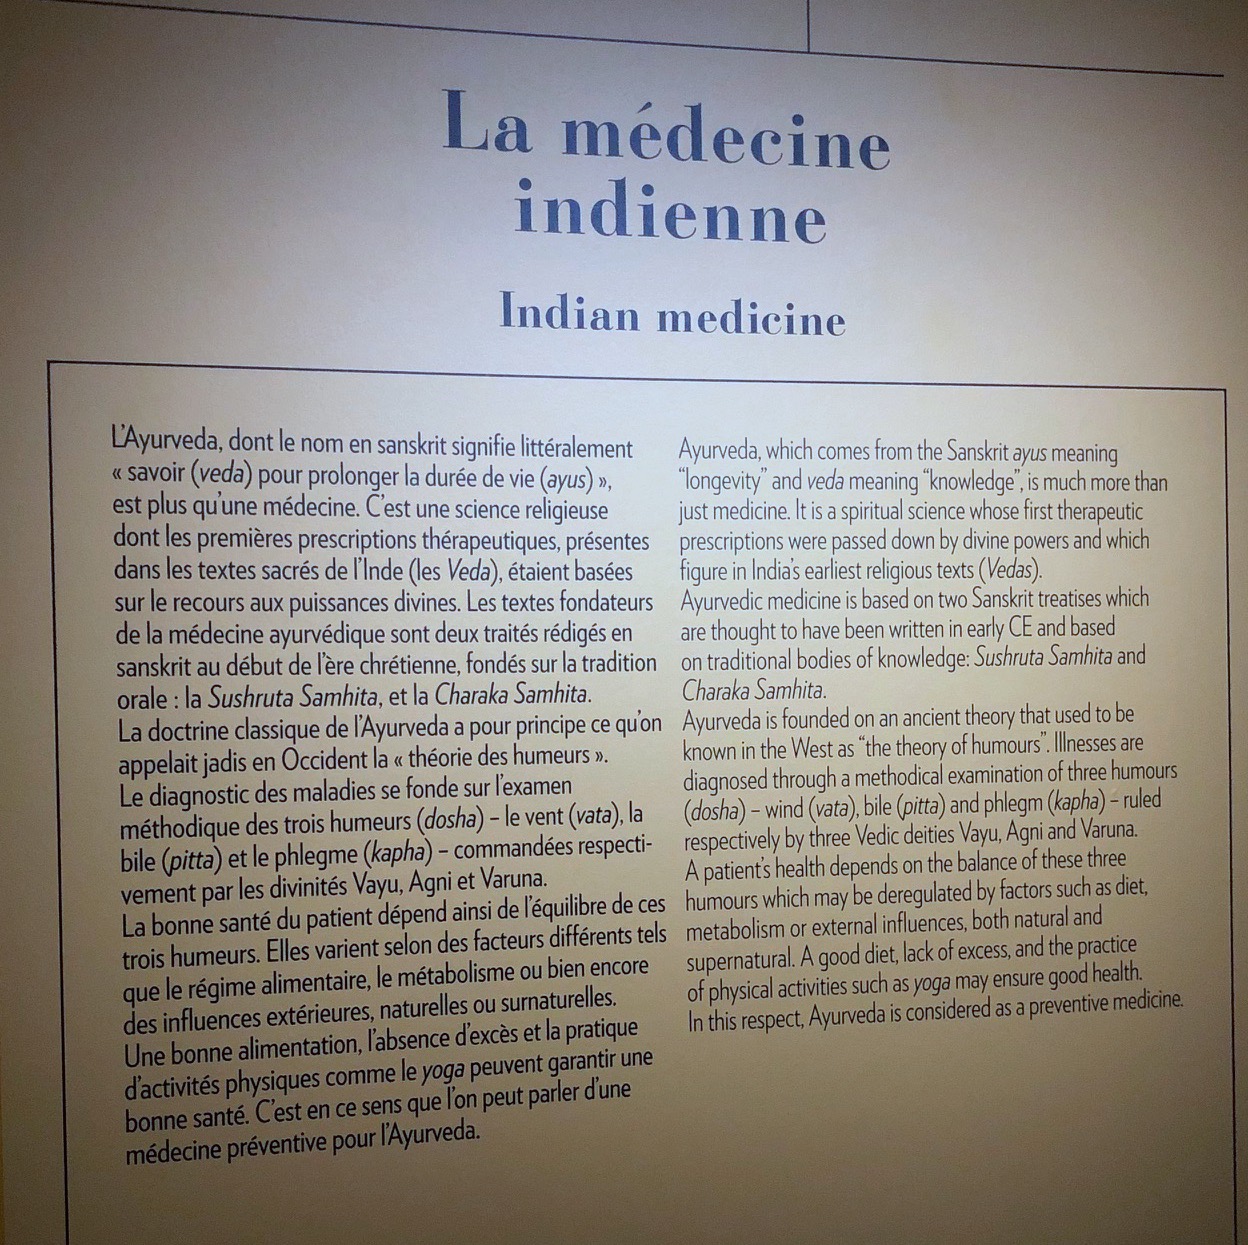 La médecine
indienne
Indian medicine
L'Ayurveda, dont le nom en sanskrit signifie littéralement
« savoir (veda) pour prolonger la durée de vie (ayus) »,
est plus qu'une médecine. C'est une science religieuse
dont les premières prescriptions thérapeutiques, présentes
dans les textes sacrés de l'Inde (les Veda), étaient basées
sur le recours aux puissances divines. Les textes fondateurs
de la médecine ayurvédique sont deux traités rédigés en
sanskrit au début de l'ère chrétienne, fondés sur la tradition
orale : la Sushruta Samhita, et la Charaka Samhita.
La doctrine classique de l'Ayurveda a pour principe ce qu'on
appelait jadis en Occident la « théorie des humeurs ».
Le diagnostic des maladies se fonde sur l'examen
méthodique des trois humeurs (dosha) – le vent (vata), la
bile (pitta) et le phlegme (kapha) – commandées respecti-
vement par les divinités Vayu, Agni et Varuna.
La bonne santé du patient dépend ainsi de l'équilibre de ces
trois humeurs. Elles varient selon des facteurs différents tels
que le régime alimentaire, le métabolisme ou bien encore
des influences extérieures, naturelles ou surnaturelles.
Une bonne alimentation, l'absence d'excès et la pratique
d'activités physiques comme le yoga peuvent garantir une
bonne santé. C'est en ce sens que l'on peut parler d'une
médecine préventive pour l'Ayurveda.
Ayurveda, which comes from the Sanskrit ayus meaning
"longevity" and veda meaning "knowledge", is much more than
just medicine. It is a spiritual science whose first therapeutic
prescriptions were passed down by divine powers and which
figure in India's earliest religious texts (Vedas).
Ayurvedic medicine is based on two Sanskrit treatises which
are thought to have been written in early CE and based
on traditional bodies of knowledge: Sushruta Samhita and
Charaka Samhita.
Ayurveda is founded on an ancient theory that used to be
known in the West as "the theory of humours". Illnesses are
diagnosed through a methodical examination of three humours
(dosha) – wind (vata), bile (pitta) and phlegm (kapha) – ruled
respectively by three Vedic deities Vayu, Agni and Varuna.
A patient's health depends on the balance of these three
humours which may be deregulated by factors such as diet,
metabolism or external influences, both natural and
supernatural. A good diet, lack of excess, and the practice
of physical activities such as yoga may ensure good health.
In this respect, Ayurveda is considered as a preventive medicine.